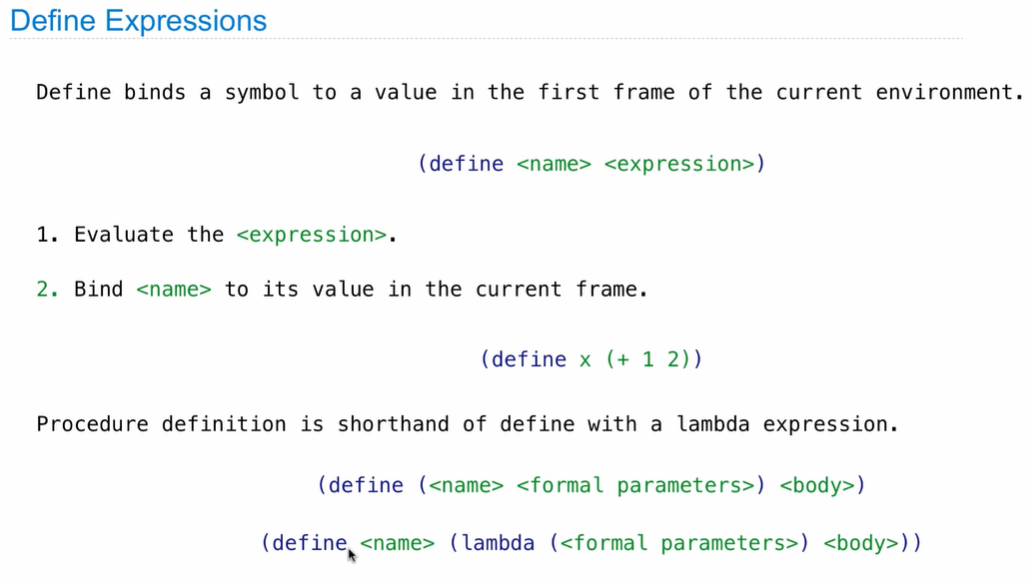 Define Expressions
Define binds a symbol to a value in the first frame of the current environment.
(define <name> <expression>)
1. Evaluate the <expression>.
2. Bind <name> to its value in the current frame.
(define x (+ 1 2))
Procedure definition is shorthand of define with a lambda expression.
(define (<name> <formal parameters>) <body>)
(define <name> (lambda (<formal parameters>) <body>))